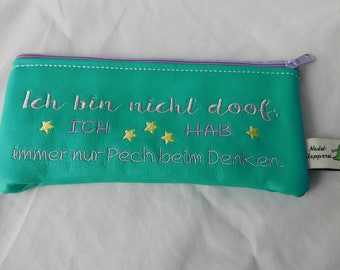 Ich bin nicht doof,
ICH HAB
immer nur Pech beim Denken